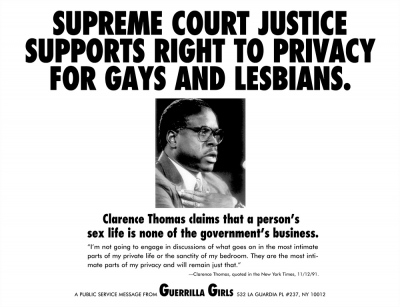 SUPREME COURT JUSTICE
SUPPORTS RIGHT TO PRIVACY
FOR GAYS AND LESBIANS.
Clarence Thomas claims that a person's
sex life is none of the government's business.
"I'm not going to engage in discussions of what goes on in the most intimate
parts of my private life or the sanctity of my bedroom. They are the most inti-
mate parts of my privacy and will remain just that."
—Clarence Thomas, quoted in the New York Times, 11/12/91.
A PUBLIC SERVICE MESSAGE FROM GUERRILLA GIRLS 532 LA GUARDIA PL #237, NY 10012